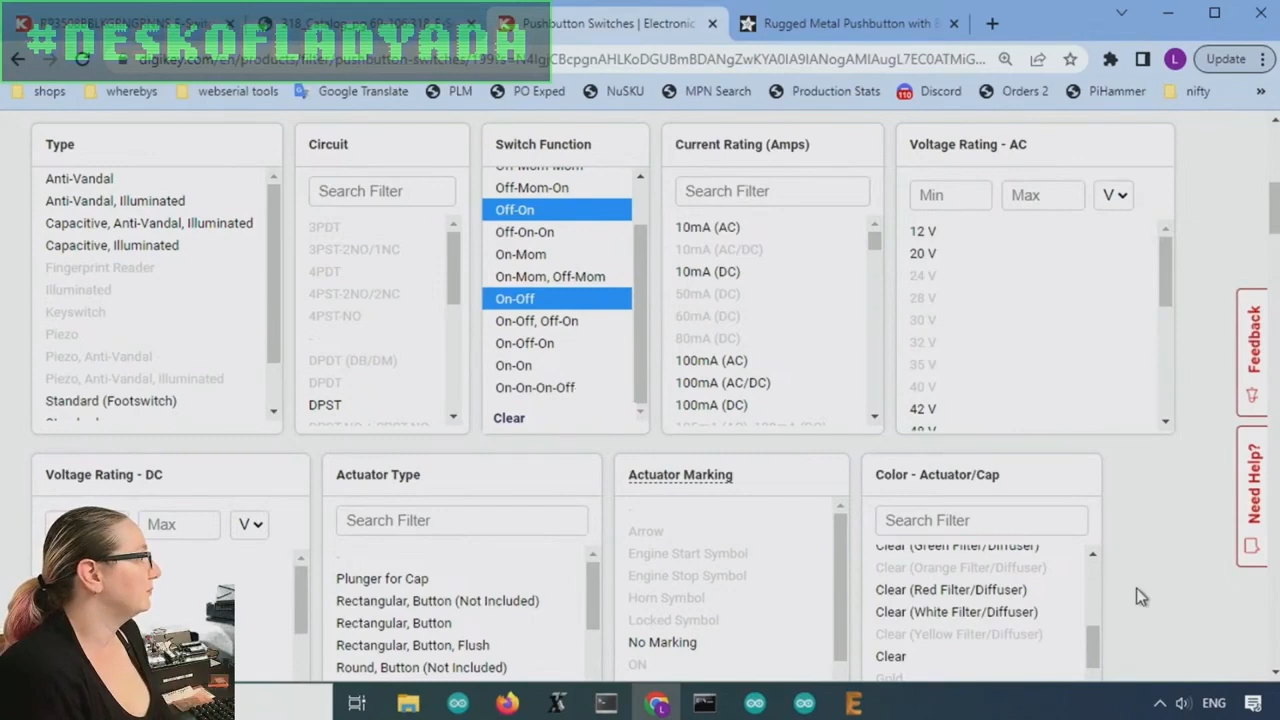 #DESKOFLADYADA
Pushbutton Switches | Electronic
Rugged Metal Pushbutton with
Update
shops
wherebys
webserial tools
Google Translate
PLM
PO Exped
NuSKU
MPN Search
Production Stats
Discord
Orders 2
PiHammer
nifty
»
Type
Anti-Vandal
Anti-Vandal, Illuminated
Capacitive, Anti-Vandal, Illuminated
Capacitive, Illuminated
Fingerprint Reader
Illuminated
Keyswitch
Piezo
Piezo, Anti-Vandal
Piezo, Anti-Vandal, Illuminated
Standard (Footswitch)
Circuit
Search Filter
3PDT
3PST-2NO/1NC
4PDT
4PST-2NO/2NC
4PST-NO
-
DPDT (DB/DM)
DPDT
DPST
Switch Function
Off-Mom-On
Off-On
Off-On-On
On-Mom
On-Mom, Off-Mom
On-Off
On-Off, Off-On
On-Off-On
On-On
On-On-On-Off
Clear
Current Rating (Amps)
Search Filter
10mA (AC)
10mA (AC/DC)
10mA (DC)
50mA (DC)
60mA (DC)
80mA (DC)
100mA (AC)
100mA (AC/DC)
100mA (DC)
Voltage Rating - AC
Min
Max
V
12 V
20 V
24 V
28 V
30 V
32 V
35 V
40 V
42 V
Feedback
Need Help?
Voltage Rating - DC
Max
V
Actuator Type
Search Filter
-
Plunger for Cap
Rectangular, Button (Not Included)
Rectangular, Button
Rectangular, Button, Flush
Round, Button (Not Included)
Actuator Marking
-
Arrow
Engine Start Symbol
Engine Stop Symbol
Horn Symbol
Locked Symbol
No Marking
ON
Color - Actuator/Cap
Search Filter
Clear (Green Filter/Diffuser)
Clear (Orange Filter/Diffuser)
Clear (Red Filter/Diffuser)
Clear (White Filter/Diffuser)
Clear (Yellow Filter/Diffuser)
Clear
Gold
ENG